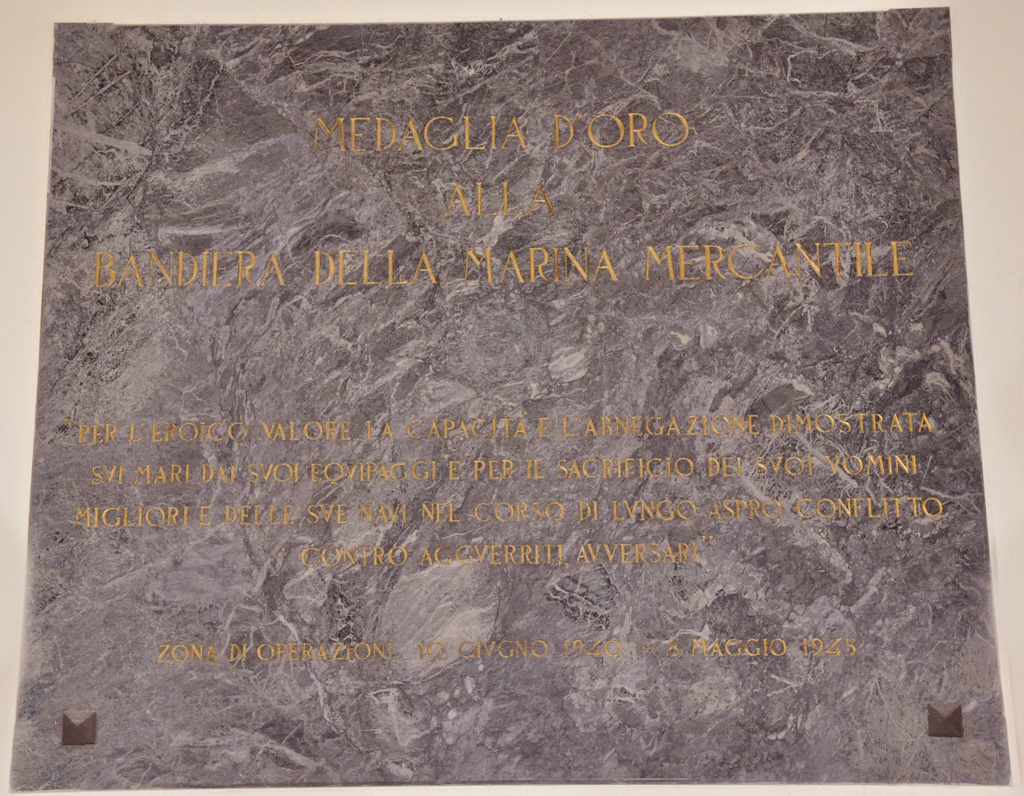 MEDAGLIA D'ORO
ALLA
BANDIERA DELLA MARINA MERCANTILE
"PER L'EROICO VALORE LA CAPACITÀ E L'ABNEGAZIONE DIMOSTRATA
SVI MARI DAI SVOI EQVIPAGGI E PER IL SACRIFICIO DEI SVOI VOMINI
MIGLIORI E DELLE SVE NAVI NEL CORSO DI LVNGO ASPRO CONFLITTO
CONTRO AGGVERRITI AVVERSARI"
ZONA DI OPERAZIONI 10 GIVGNO 1940 - 8 MAGGIO 1945